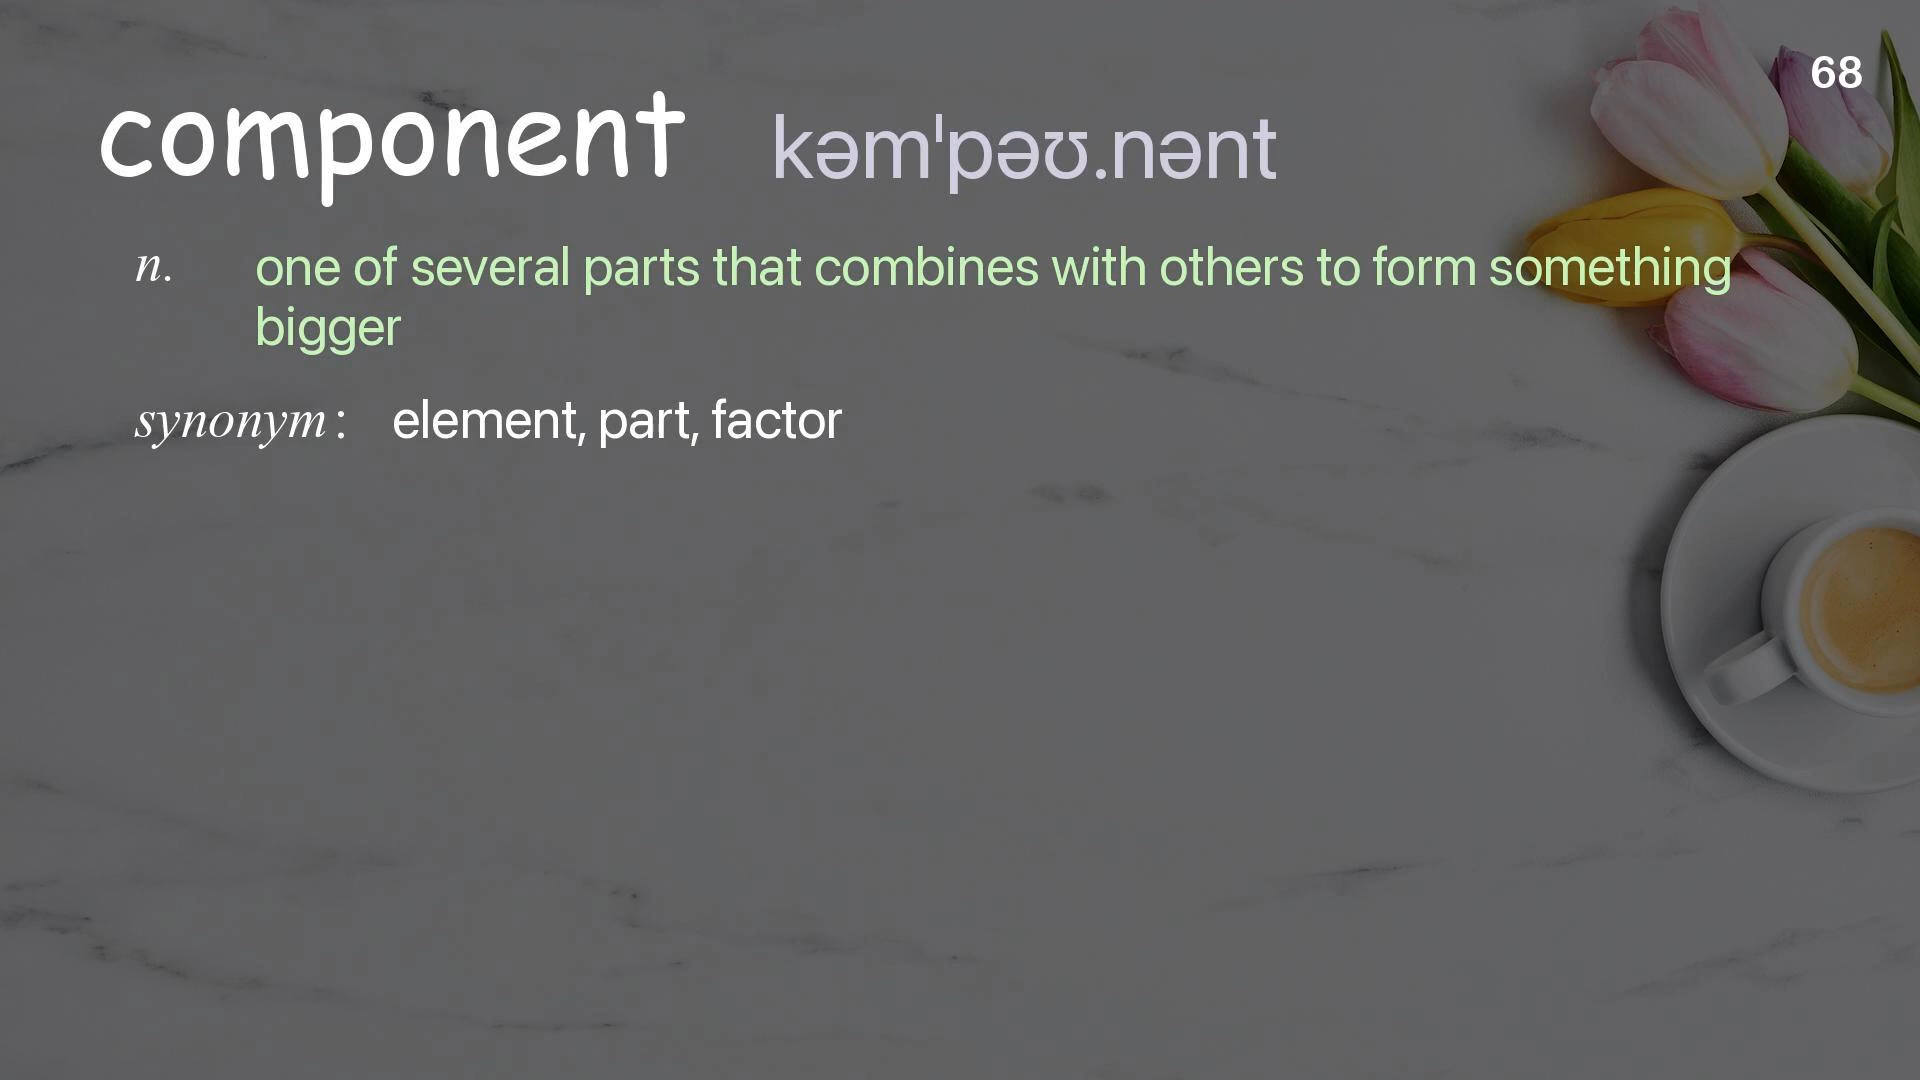 68
component kəmˈpəʊ.nənt
n. one of several parts that combines with others to form something
bigger
synonym: element, part, factor